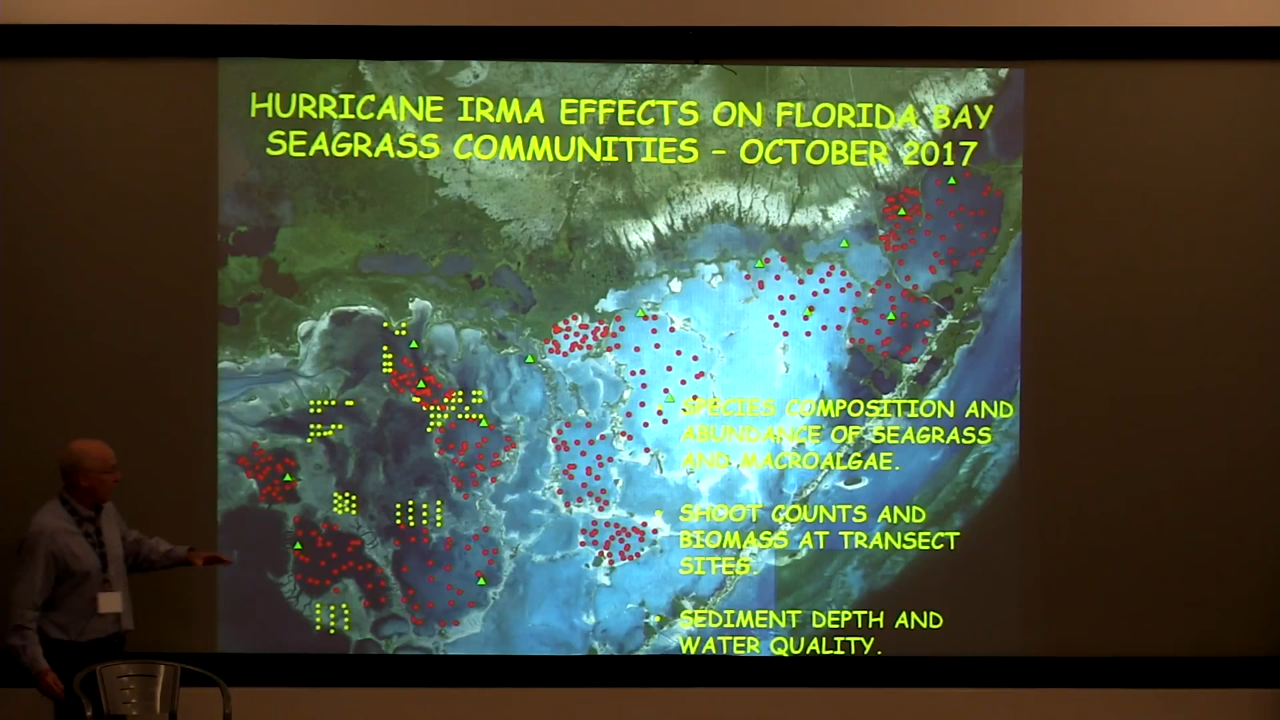 HURRICANE IRMA EFFECTS ON FLORIDA BAY
SEAGRASS COMMUNITIES – OCTOBER 2017
• SPECIES COMPOSITION AND
ABUNDANCE OF SEAGRASS
AND MACROALGAE.
• SHOOT COUNTS AND
BIOMASS AT TRANSECT
SITES.
• SEDIMENT DEPTH AND
WATER QUALITY.